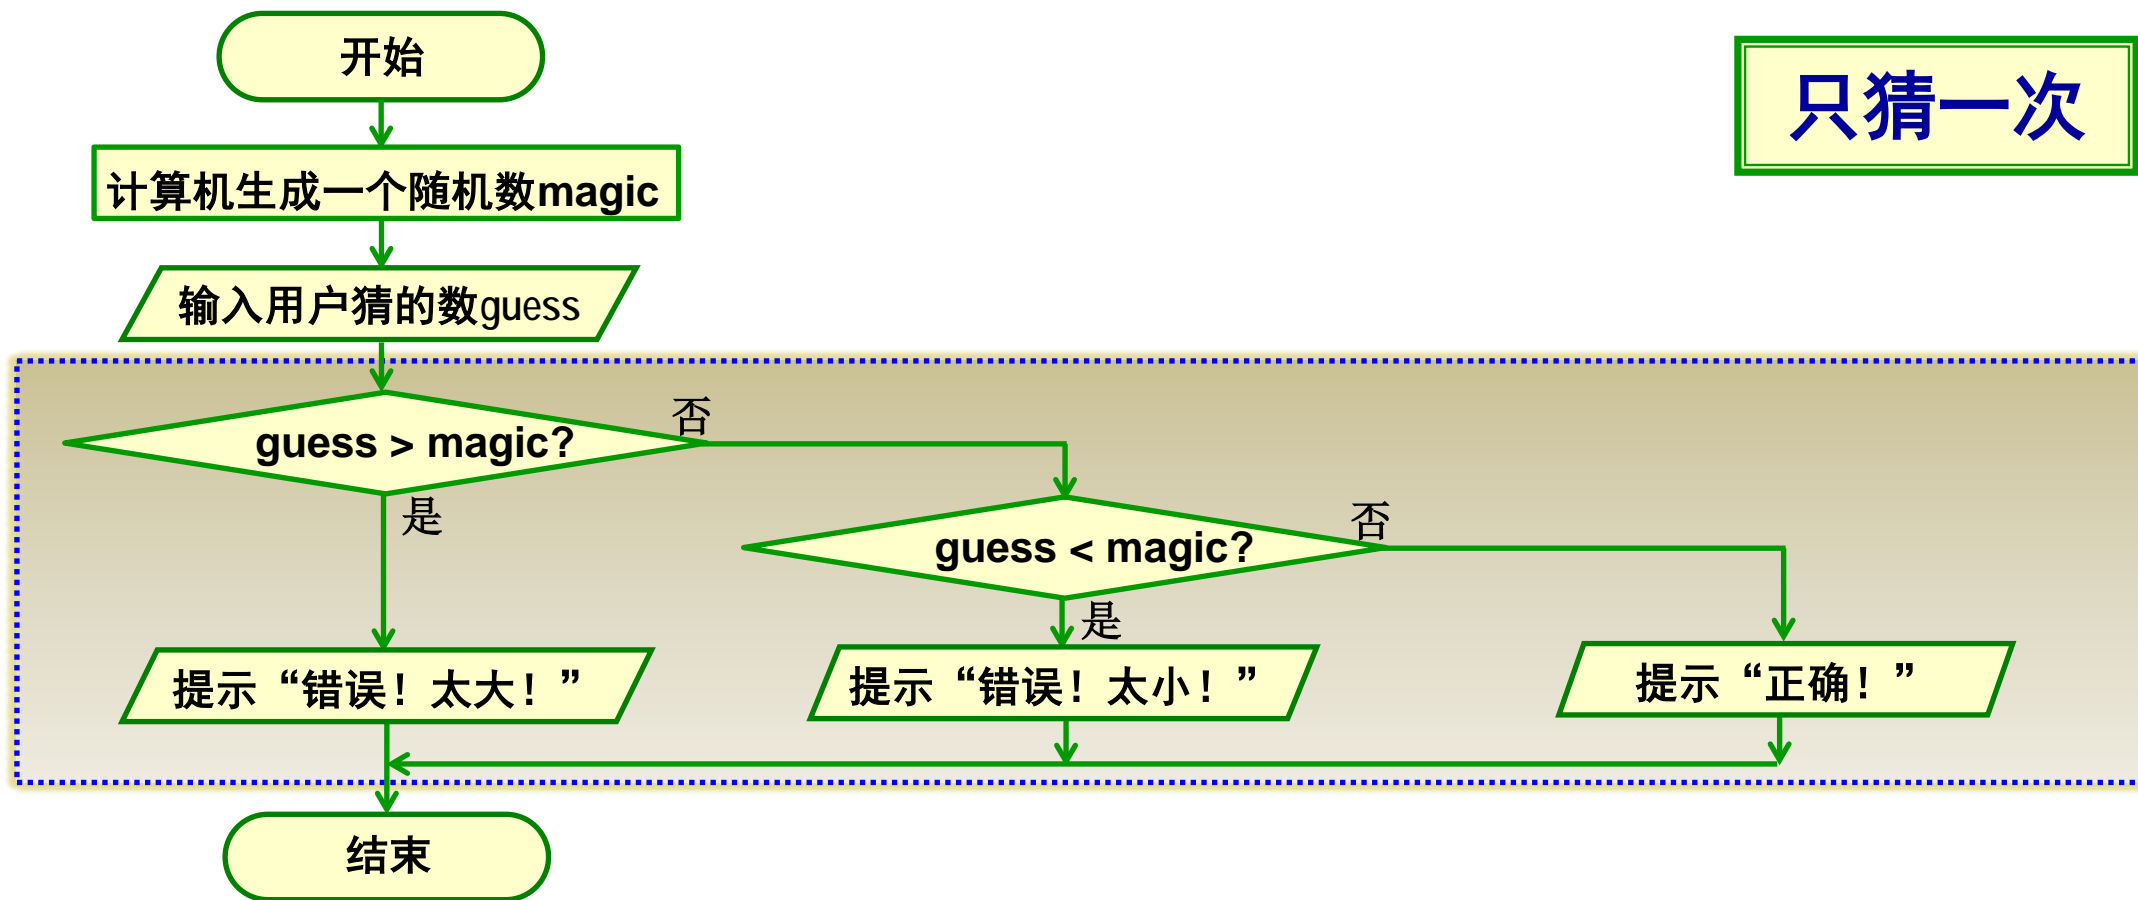 开始
只猜一次
计算机生成一个随机数magic
输入用户猜的数guess
guess > magic?
否
是
guess < magic?
否
是
提示“错误！太大！”
提示“错误！太小！”
提示“正确！”
结束